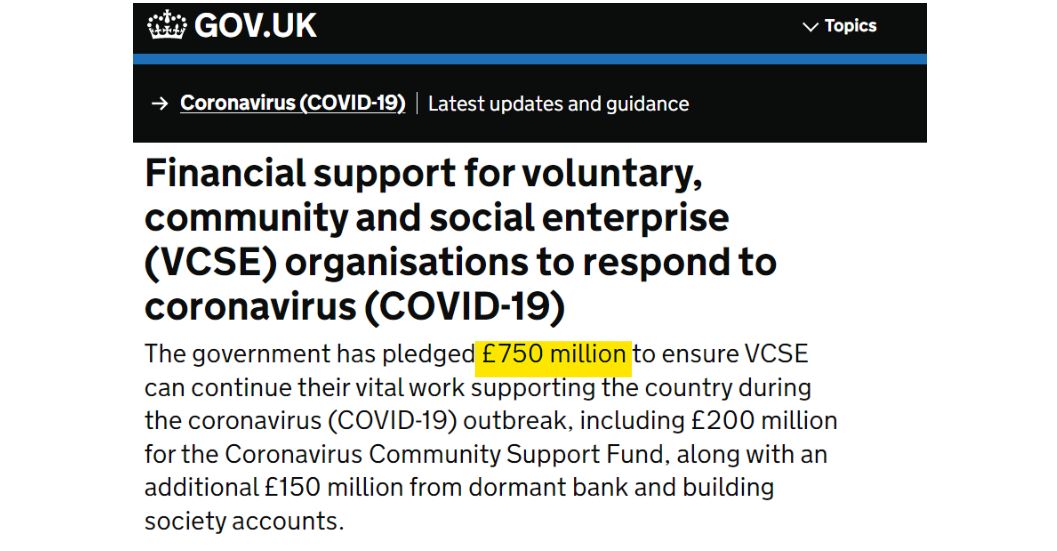 GOV.UK
Topics
Coronavirus (COVID-19) | Latest updates and guidance
Financial support for voluntary,
community and social enterprise
(VCSE) organisations to respond to
coronavirus (COVID-19)
The government has pledged £750 million to ensure VCSE
can continue their vital work supporting the country during
the coronavirus (COVID-19) outbreak, including £200 million
for the Coronavirus Community Support Fund, along with an
additional £150 million from dormant bank and building
society accounts.